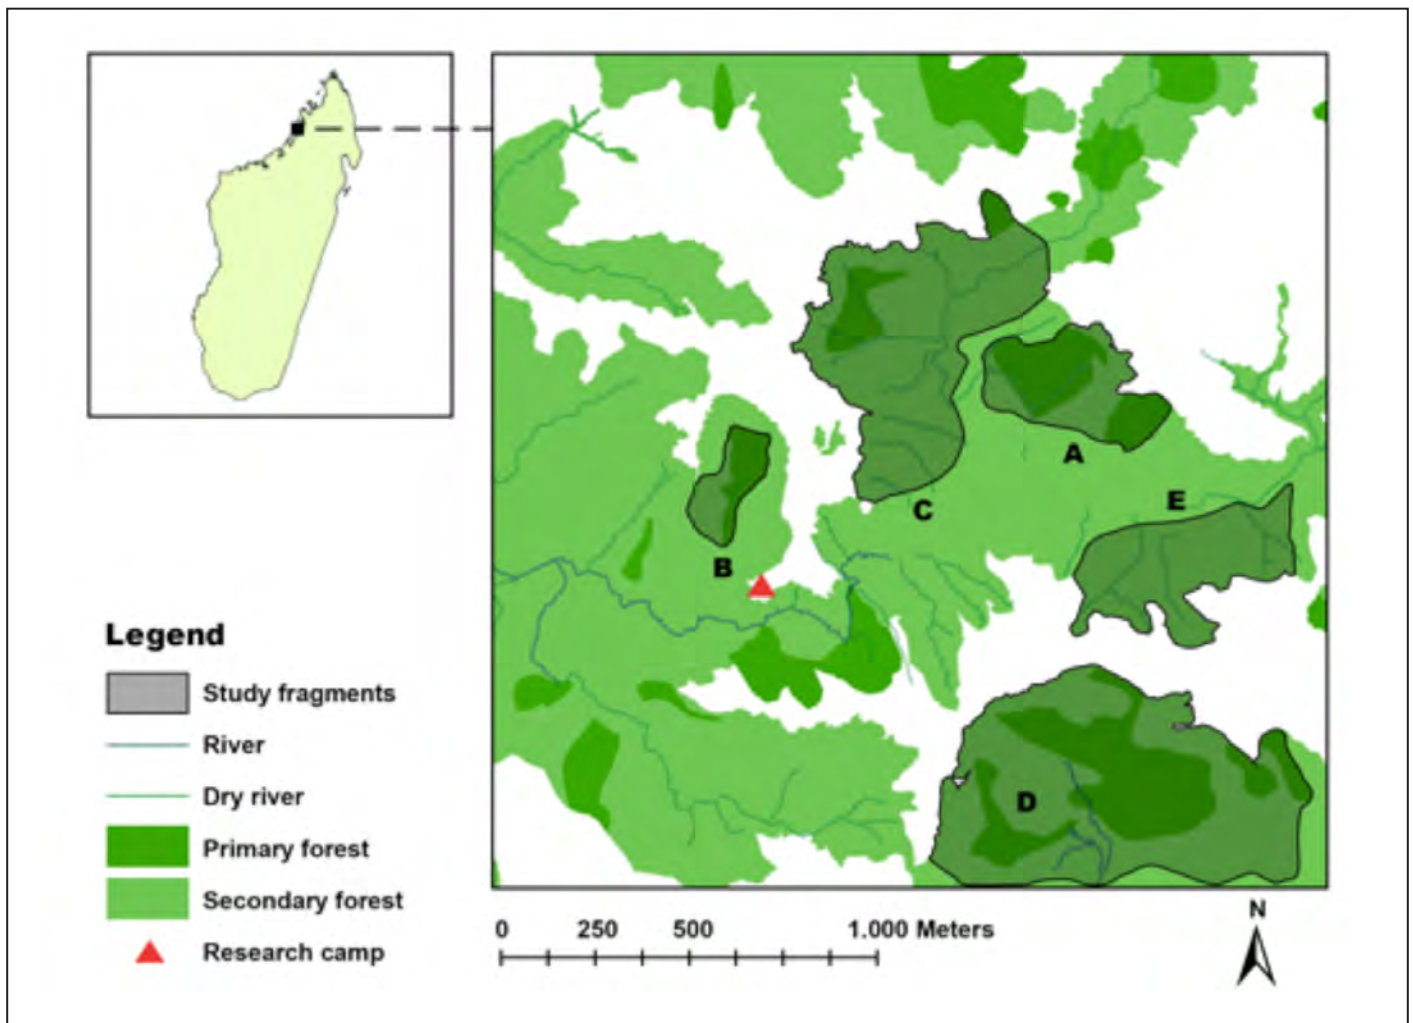 A
B
C
E
D
Legend
Study fragments
River
Dry river
Primary forest
Secondary forest
Research camp
0 250 500 1.000 Meters
N